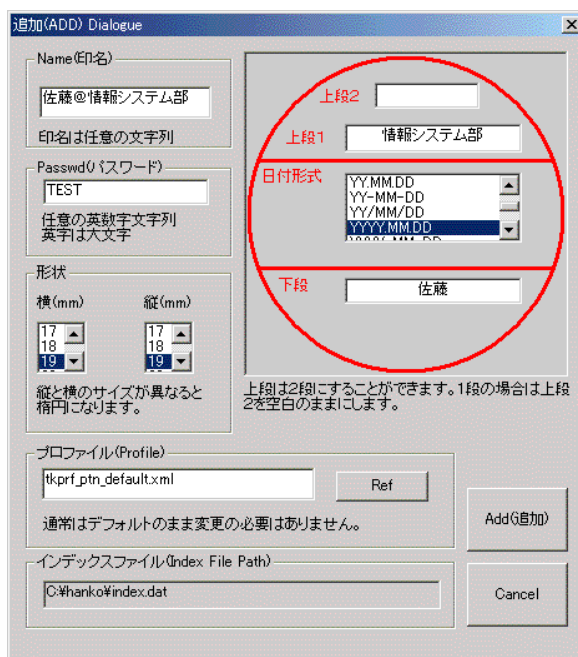 追加(ADD) Dialogue
Name(印名)
佐藤@情報システム部
印名は任意の文字列
Passwd(パスワード)
TEST
任意の英数字文字列
英字は大文字
形状
横(mm)
縦(mm)
17
18
19
17
18
19
縦と横のサイズが異なると
楕円になります。
上段2
上段1
情報システム部
日付形式
YY.MM.DD
YY-MM-DD
YY/MM/DD
YYYY.MM.DD
下段
佐藤
上段は2段にすることができます。1段の場合は上段
2を空白のままにします。
プロファイル(Profile)
tkprf_ptn_default.xml
Ref
通常はデフォルトのまま変更の必要はありません。
インデックスファイル(Index File Path)
C:¥hanko¥index.dat
Add(追加)
Cancel